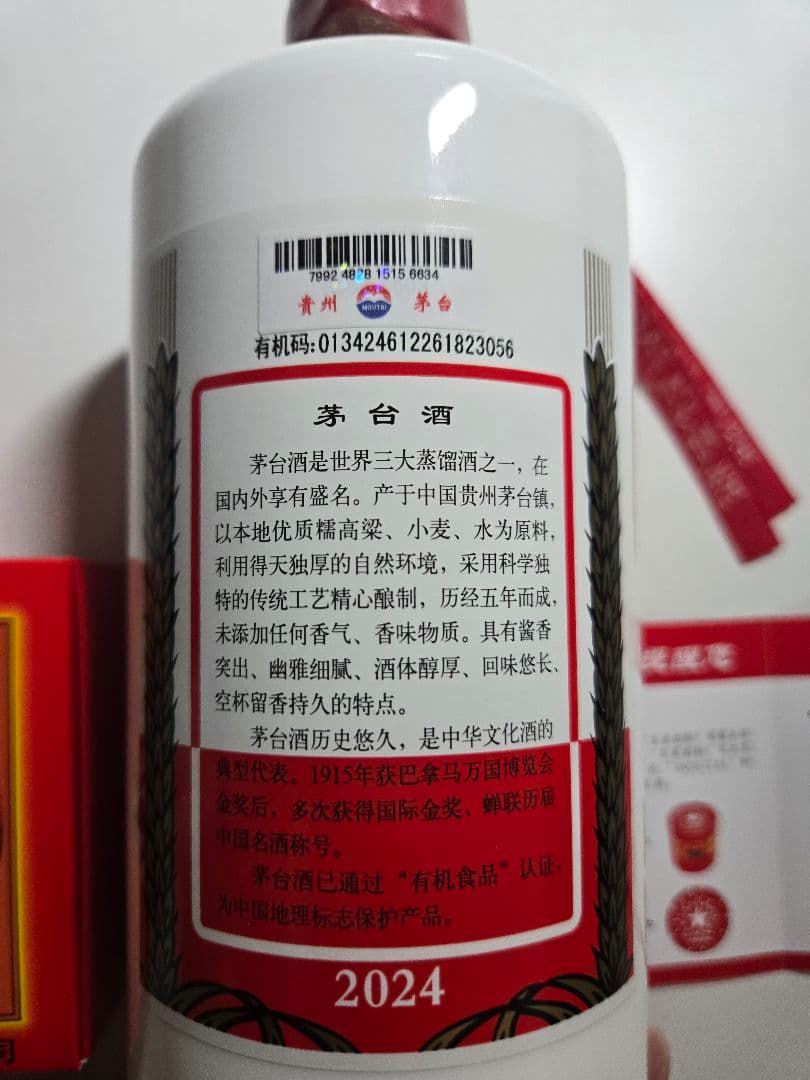 7992 4828 1515 6634
贵州 MOUTAI 茅台
有机码:013424612261823056
茅台酒
茅台酒是世界三大蒸馏酒之一，在
国内外享有盛名。产于中国贵州茅台镇，
以本地优质糯高粱、小麦、水为原料，
利用得天独厚的自然环境，采用科学独
特的传统工艺精心酿制，历经五年而成，
未添加任何香气、香味物质。具有酱香
突出、幽雅细腻、酒体醇厚、回味悠长、
空杯留香持久的特点。
茅台酒历史悠久，是中华文化酒的
典型代表。1915年获巴拿马万国博览会
金奖后，多次获得国际金奖，蝉联历届
中国名酒称号。
茅台酒已通过“有机食品”认证，
为中国地理标志保护产品。
2024
司